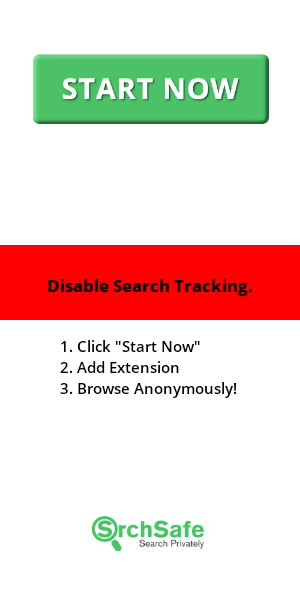 START NOW
Disable Search Tracking.
1. Click "Start Now"
2. Add Extension
3. Browse Anonymously!
SrchSafe
Search Privately